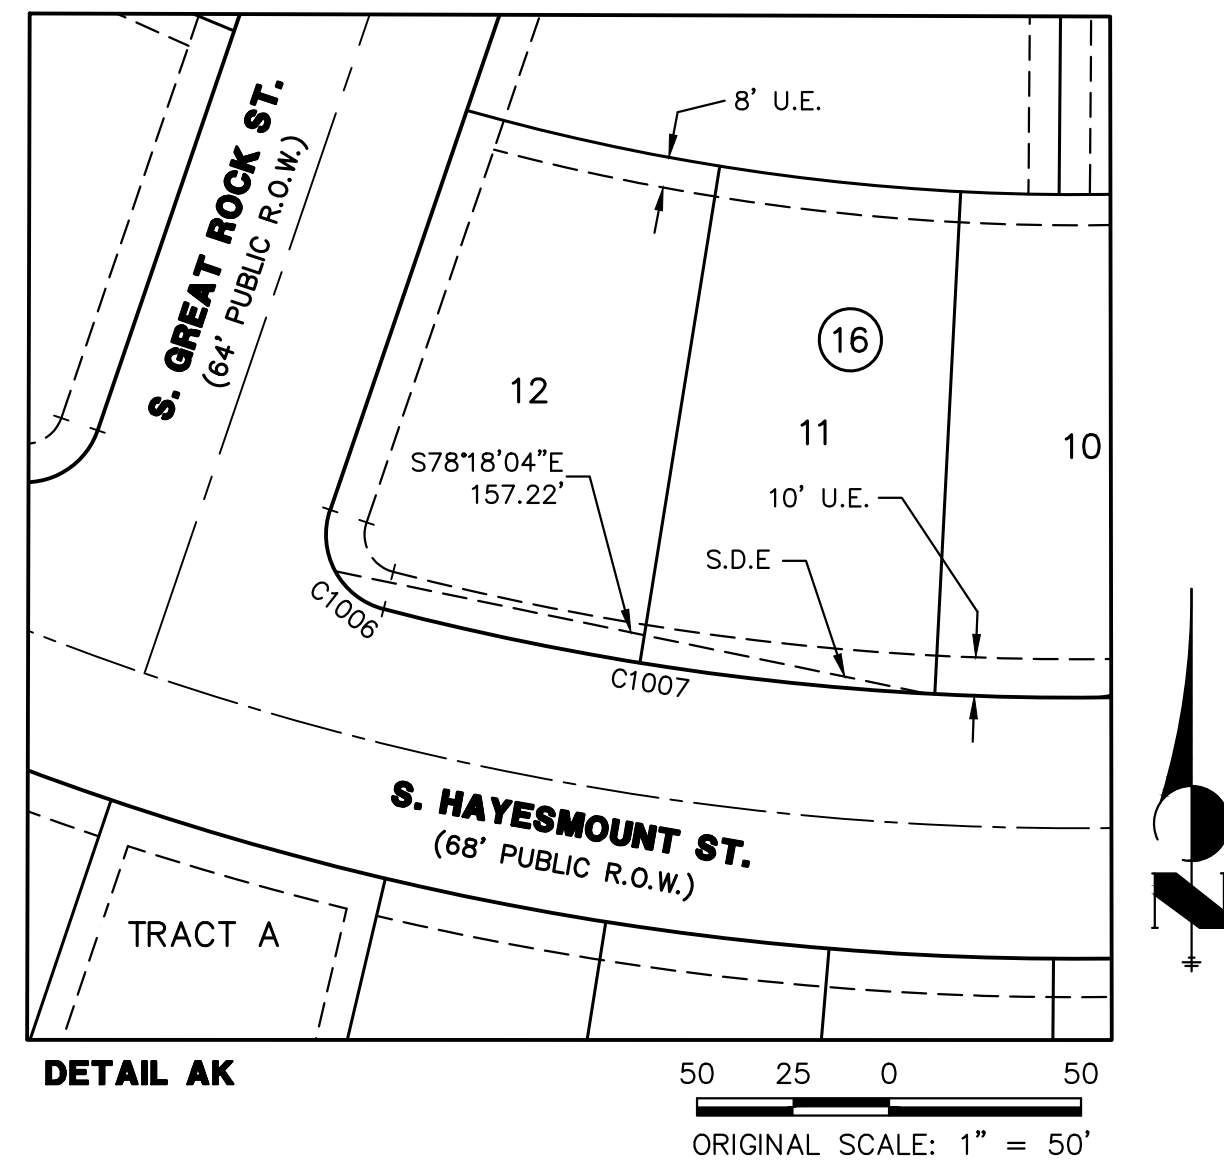 8' U.E.
S. GREAT ROCK ST.
(64' PUBLIC R.O.W.)
16
12
11
10
S78°18'04"E
157.22'
10' U.E.
S.D.E
C1006
C1007
S. HAYESMOUNT ST.
(68' PUBLIC R.O.W.)
TRACT A
N
DETAIL AK
50 25 0 50
ORIGINAL SCALE: 1" = 50'